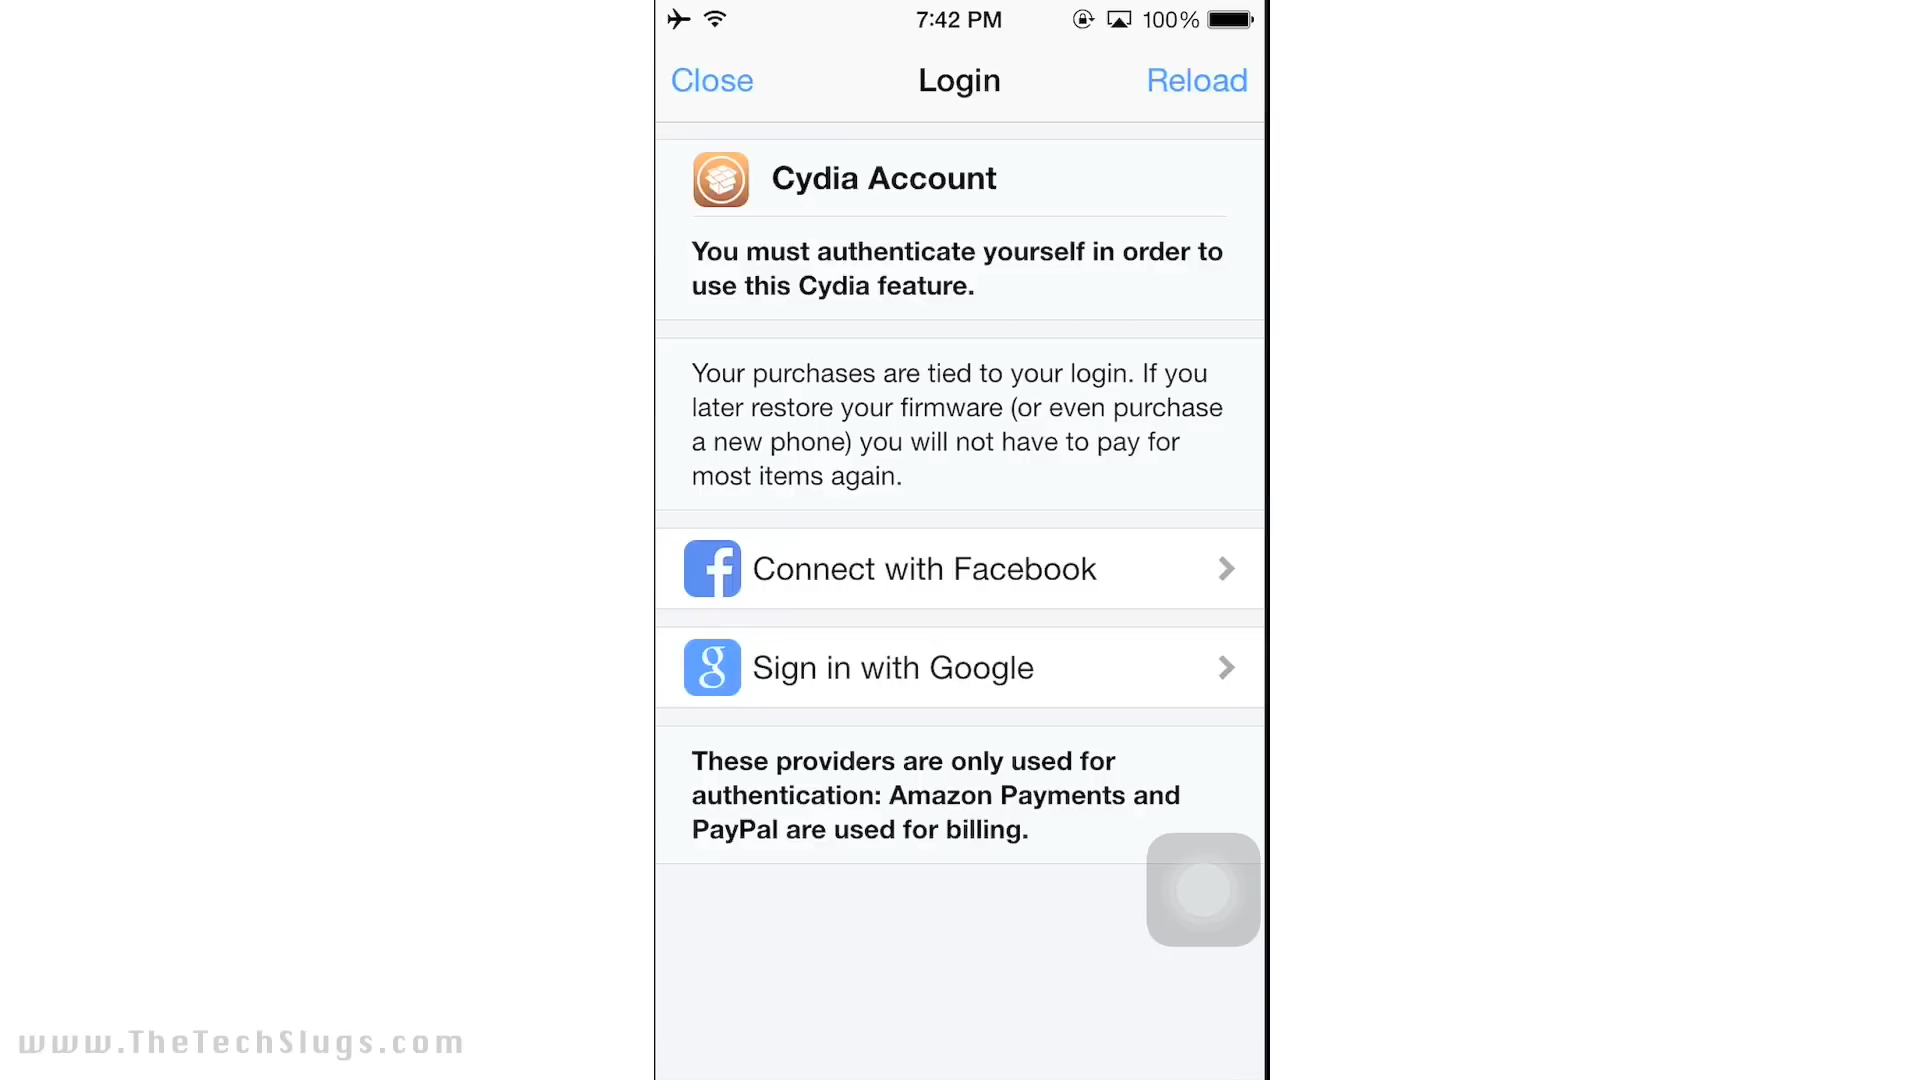 7:42 PM 100%
Close Login Reload
Cydia Account
You must authenticate yourself in order to
use this Cydia feature.
Your purchases are tied to your login. If you
later restore your firmware (or even purchase
a new phone) you will not have to pay for
most items again.
Connect with Facebook
Sign in with Google
These providers are only used for
authentication: Amazon Payments and
PayPal are used for billing.
www.TheTechSlugs.com